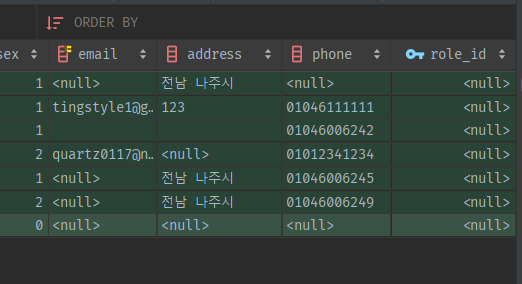 ORDER BY
sex email address phone role_id
1 <null> 전남 나주시 <null> <null>
1 tingstyle1@g… 123 01046111111 <null>
1 01046006242 <null>
2 quartz0117@n… <null> 01012341234 <null>
1 <null> 전남 나주시 01046006245 <null>
2 <null> 전남 나주시 01046006249 <null>
0 <null> <null> <null> <null>